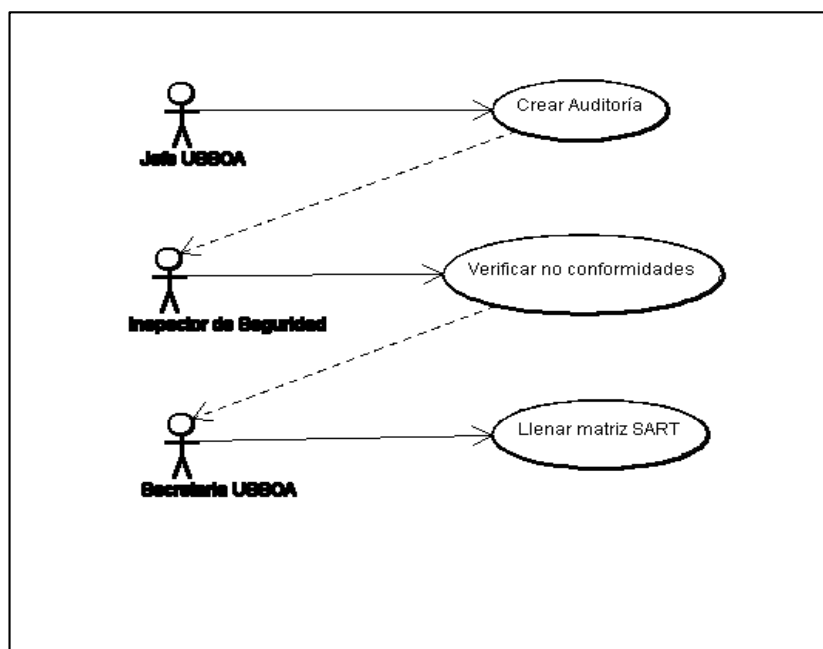 Crear Auditoría
Jefe USSOA
Verificar no conformidades
Inspector de Seguridad
Llenar matriz SART
Secretaria USSOA